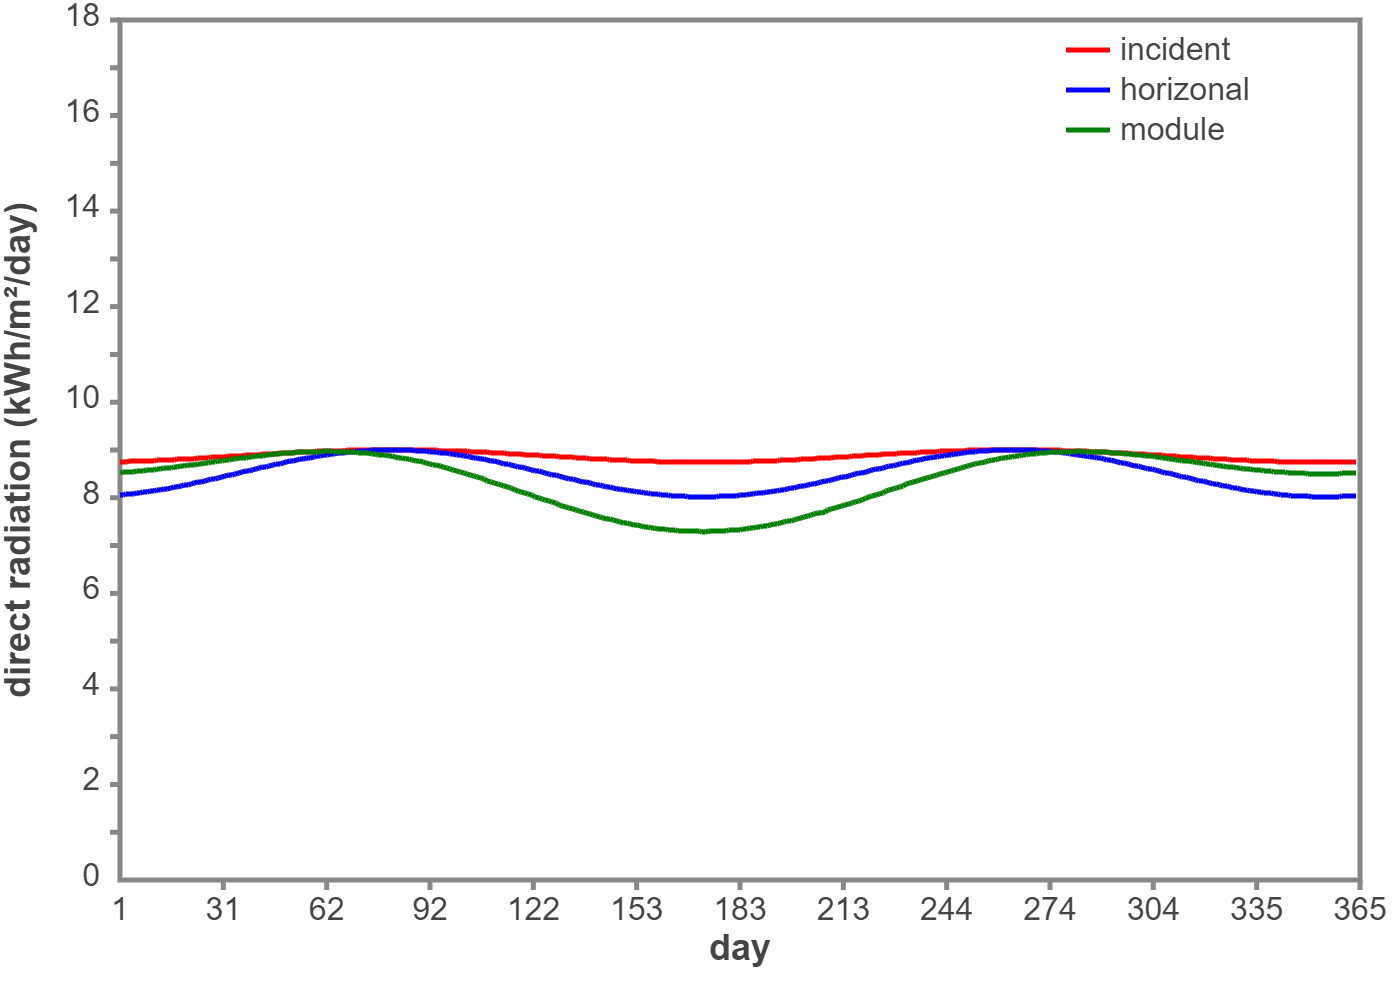 18
16
14
12
10
8
6
4
2
0
direct radiation (kWh/m²/day)
incident
horizonal
module
1 31 62 92 122 153 183 213 244 274 304 335 365
day